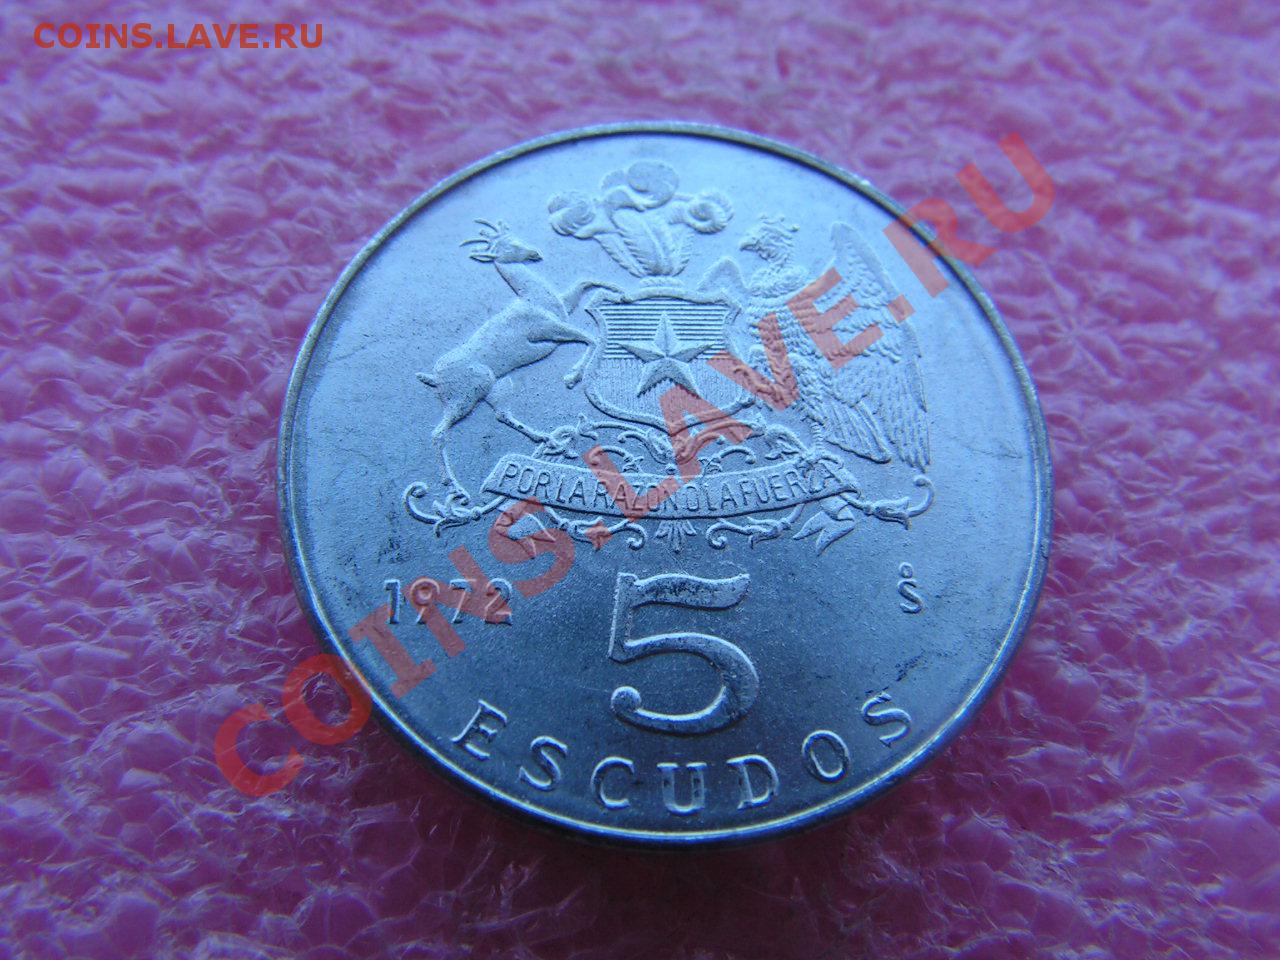 COINS.LAVE.RU
COINS.LAVE.RU
POR LA RAZON O LA FUERZA
1972
5
S
ESCUDOS